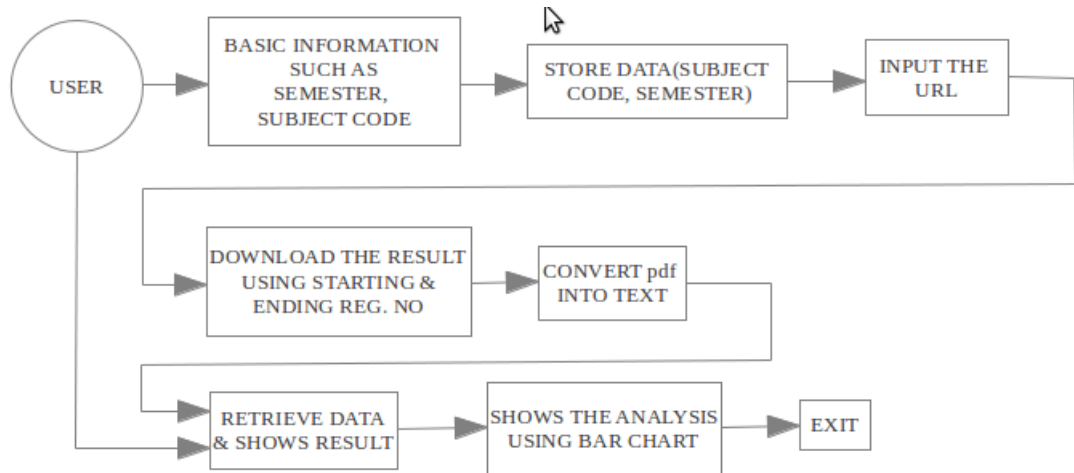 USER
BASIC INFORMATION
SUCH AS
SEMESTER,
SUBJECT CODE
STORE DATA(SUBJECT
CODE, SEMESTER)
INPUT THE
URL
DOWNLOAD THE RESULT
USING STARTING &
ENDING REG. NO
CONVERT pdf
INTO TEXT
RETRIEVE DATA
& SHOWS RESULT
SHOWS THE ANALYSIS
USING BAR CHART
EXIT